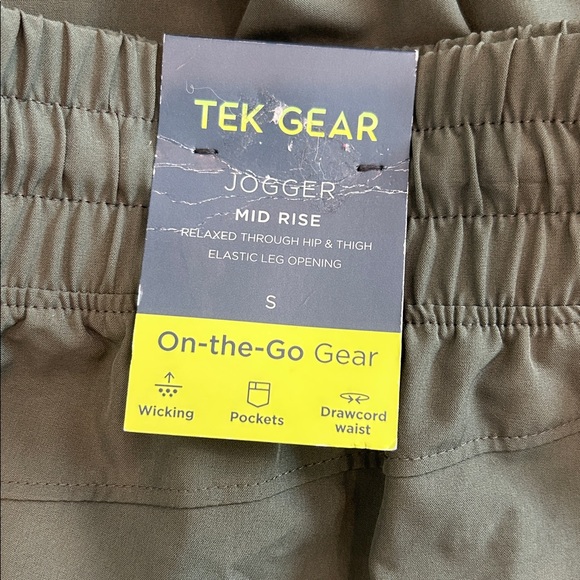 TEK GEAR
JOGGER
MID RISE
RELAXED THROUGH HIP & THIGH
ELASTIC LEG OPENING
S
On-the-Go Gear
Wicking
Pockets
Drawcord
waist